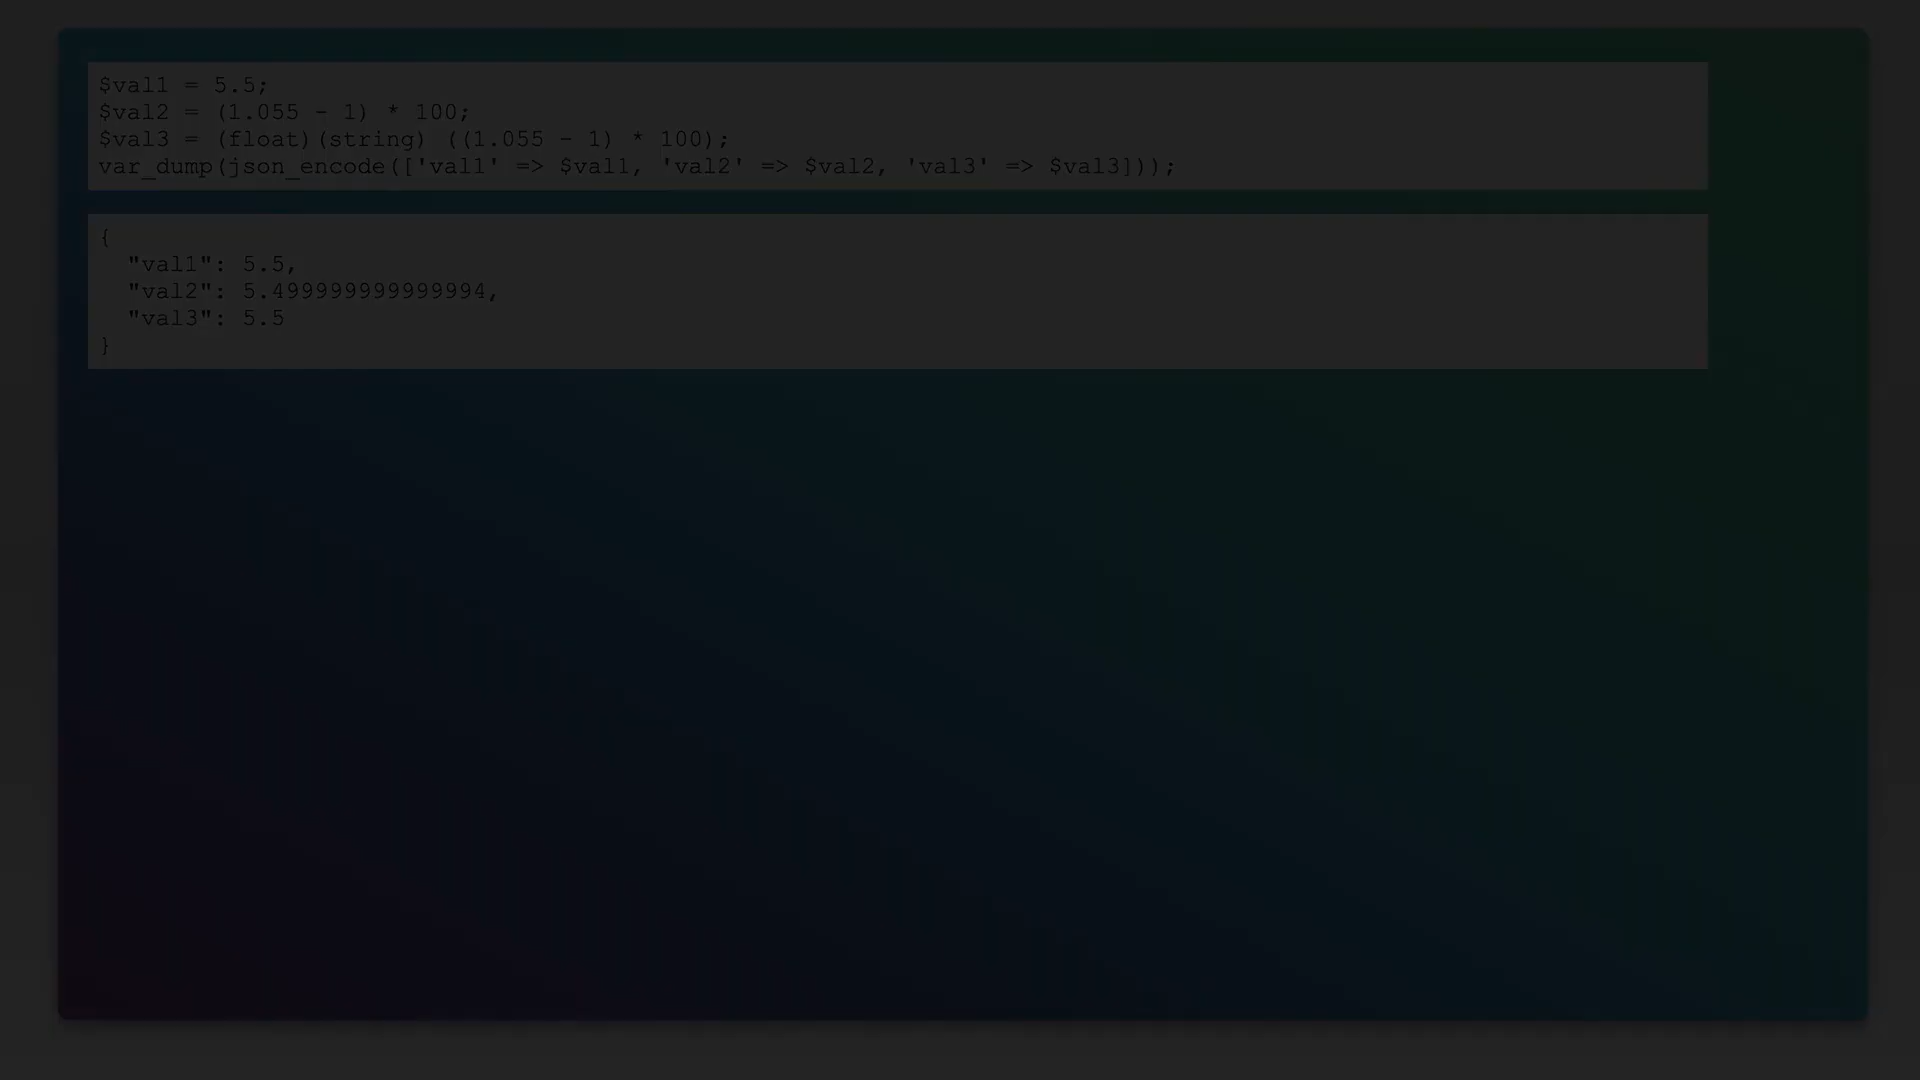 $val1 = 5.5;
$val2 = (1.055 - 1) * 100;
$val3 = (float)(string) ((1.055 - 1) * 100);
var_dump(json_encode(['val1' => $val1, 'val2' => $val2, 'val3' => $val3]));
{
  "val1": 5.5,
  "val2": 5.499999999999994,
  "val3": 5.5
}